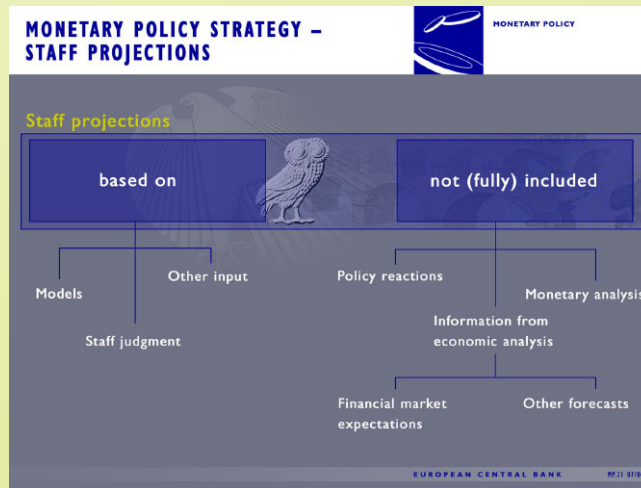 MONETARY POLICY STRATEGY –
STAFF PROJECTIONS
MONETARY POLICY
Staff projections
based on
not (fully) included
Models
Other input
Staff judgment
Policy reactions
Monetary analysis
Information from
economic analysis
Financial market
expectations
Other forecasts
EUROPEAN CENTRAL BANK